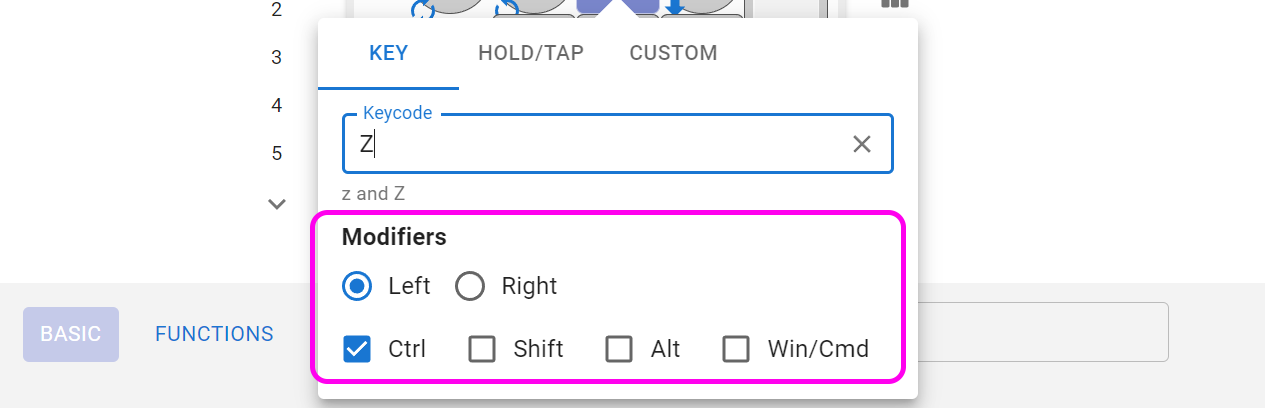 2
3
4
5
KEY HOLD/TAP CUSTOM
Keycode
Z
z and Z
Modifiers
Left Right
Ctrl Shift Alt Win/Cmd
BASIC FUNCTIONS